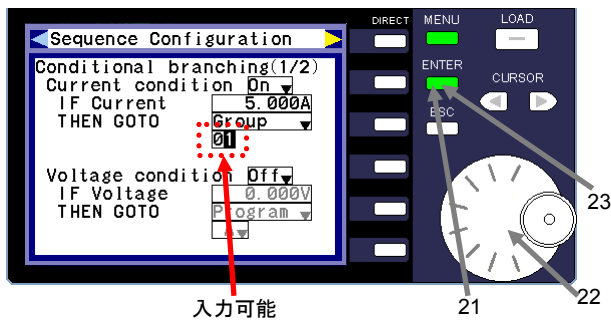 DIRECT
MENU
LOAD
Sequence Configuration
Conditional branching(1/2)
Current condition On
IF Current 5.000A
THEN GOTO Group
01
Voltage condition Off
IF Voltage 0.000V
THEN GOTO Program
ENTER
CURSOR
ESC
23
22
21
入力可能